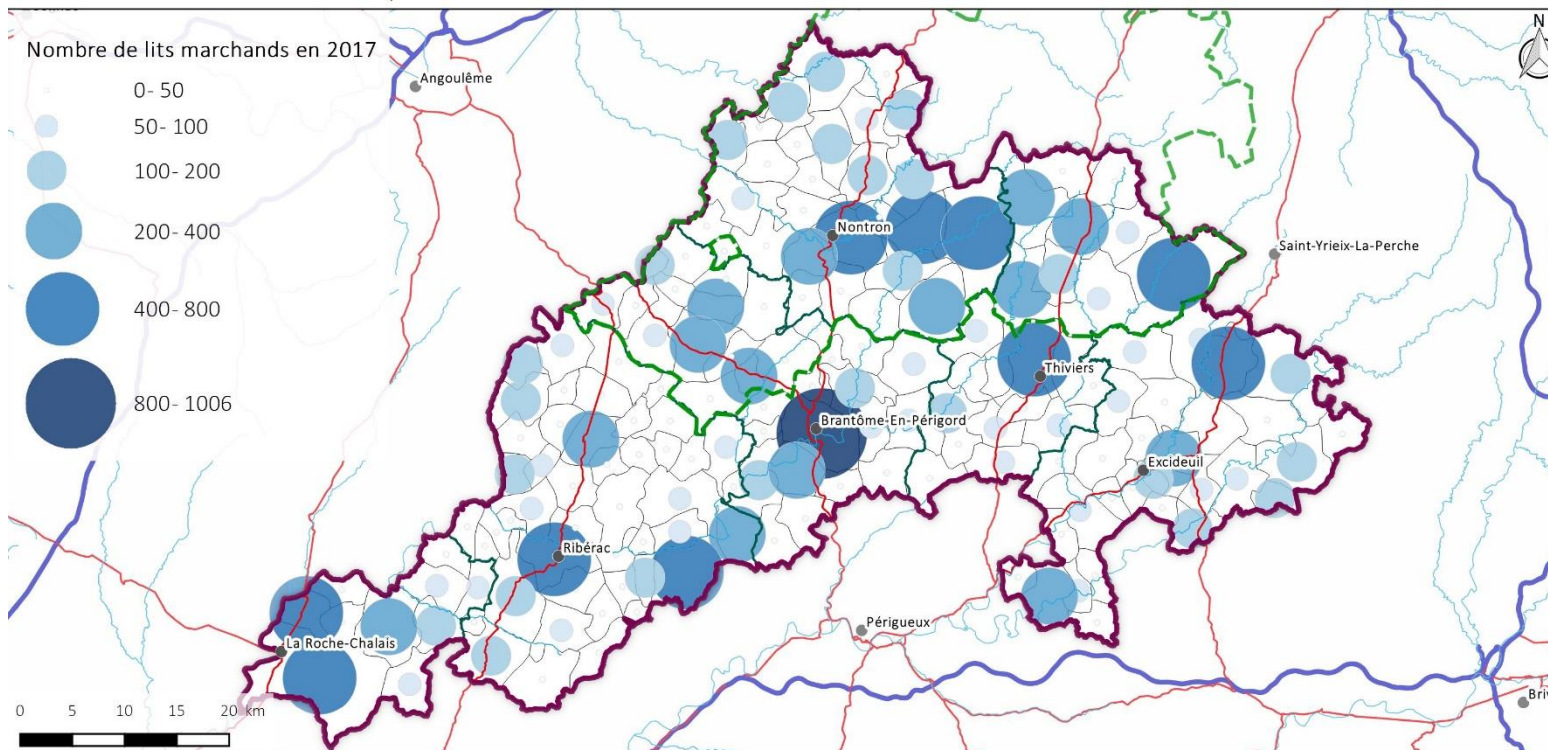 Nombre de lits marchands en 2017
0 - 50
50 - 100
100 - 200
200 - 400
400 - 800
800 - 1006
N
Angoulême
Nontron
Saint-Yrieix-La-Perche
Thiviers
Brantôme-En-Périgord
Excideuil
Ribérac
Périgueux
La Roche-Chalais
Briv
0 5 10 15 20 km